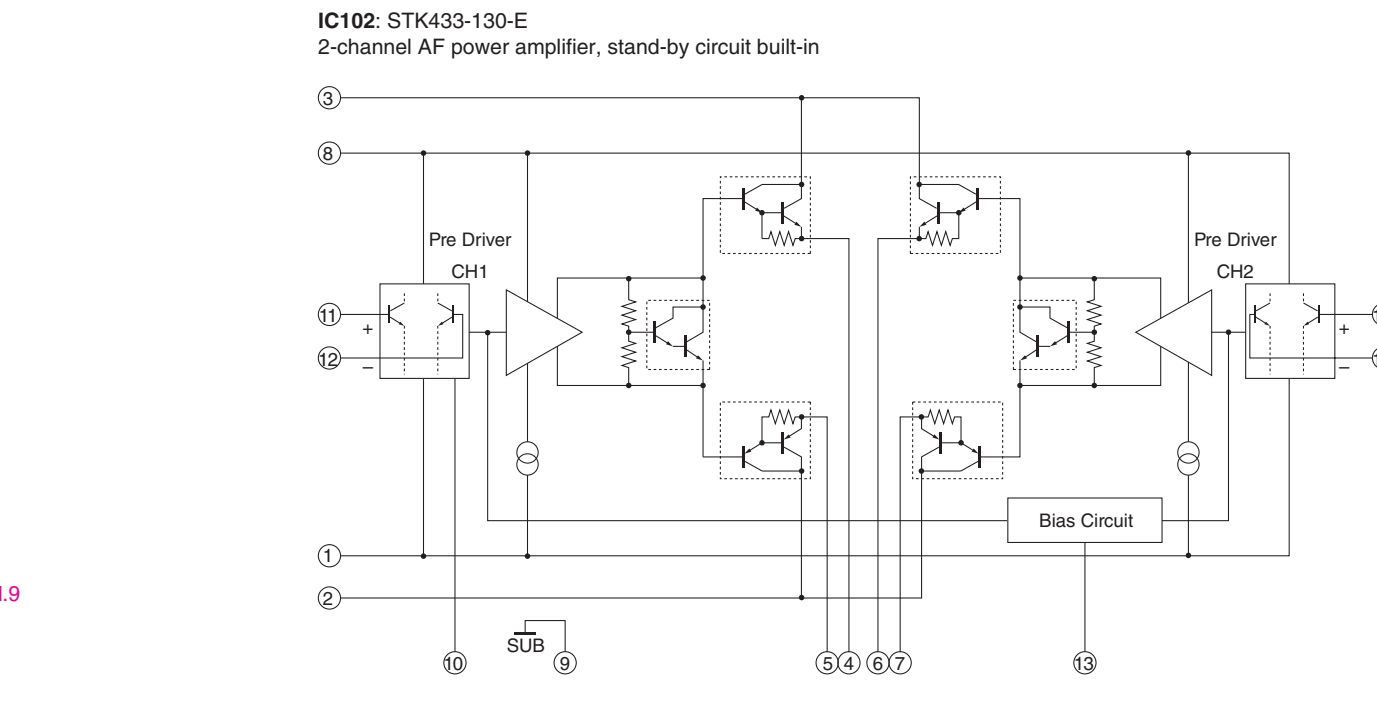 IC102: STK433-130-E
2-channel AF power amplifier, stand-by circuit built-in
3
8
Pre Driver
CH1
Pre Driver
CH2
11
+
12
–
+
–
Bias Circuit
1
2
SUB
10
9
5
4
6
7
13
.9